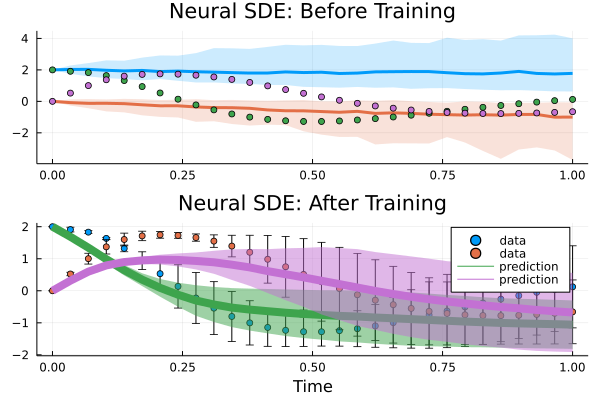 Neural SDE: Before Training
4
2
0
−2
0.00 0.25 0.50 0.75 1.00
Neural SDE: After Training
2
1
0
−1
−2
data
data
prediction
prediction
0.00 0.25 0.50 0.75 1.00
Time